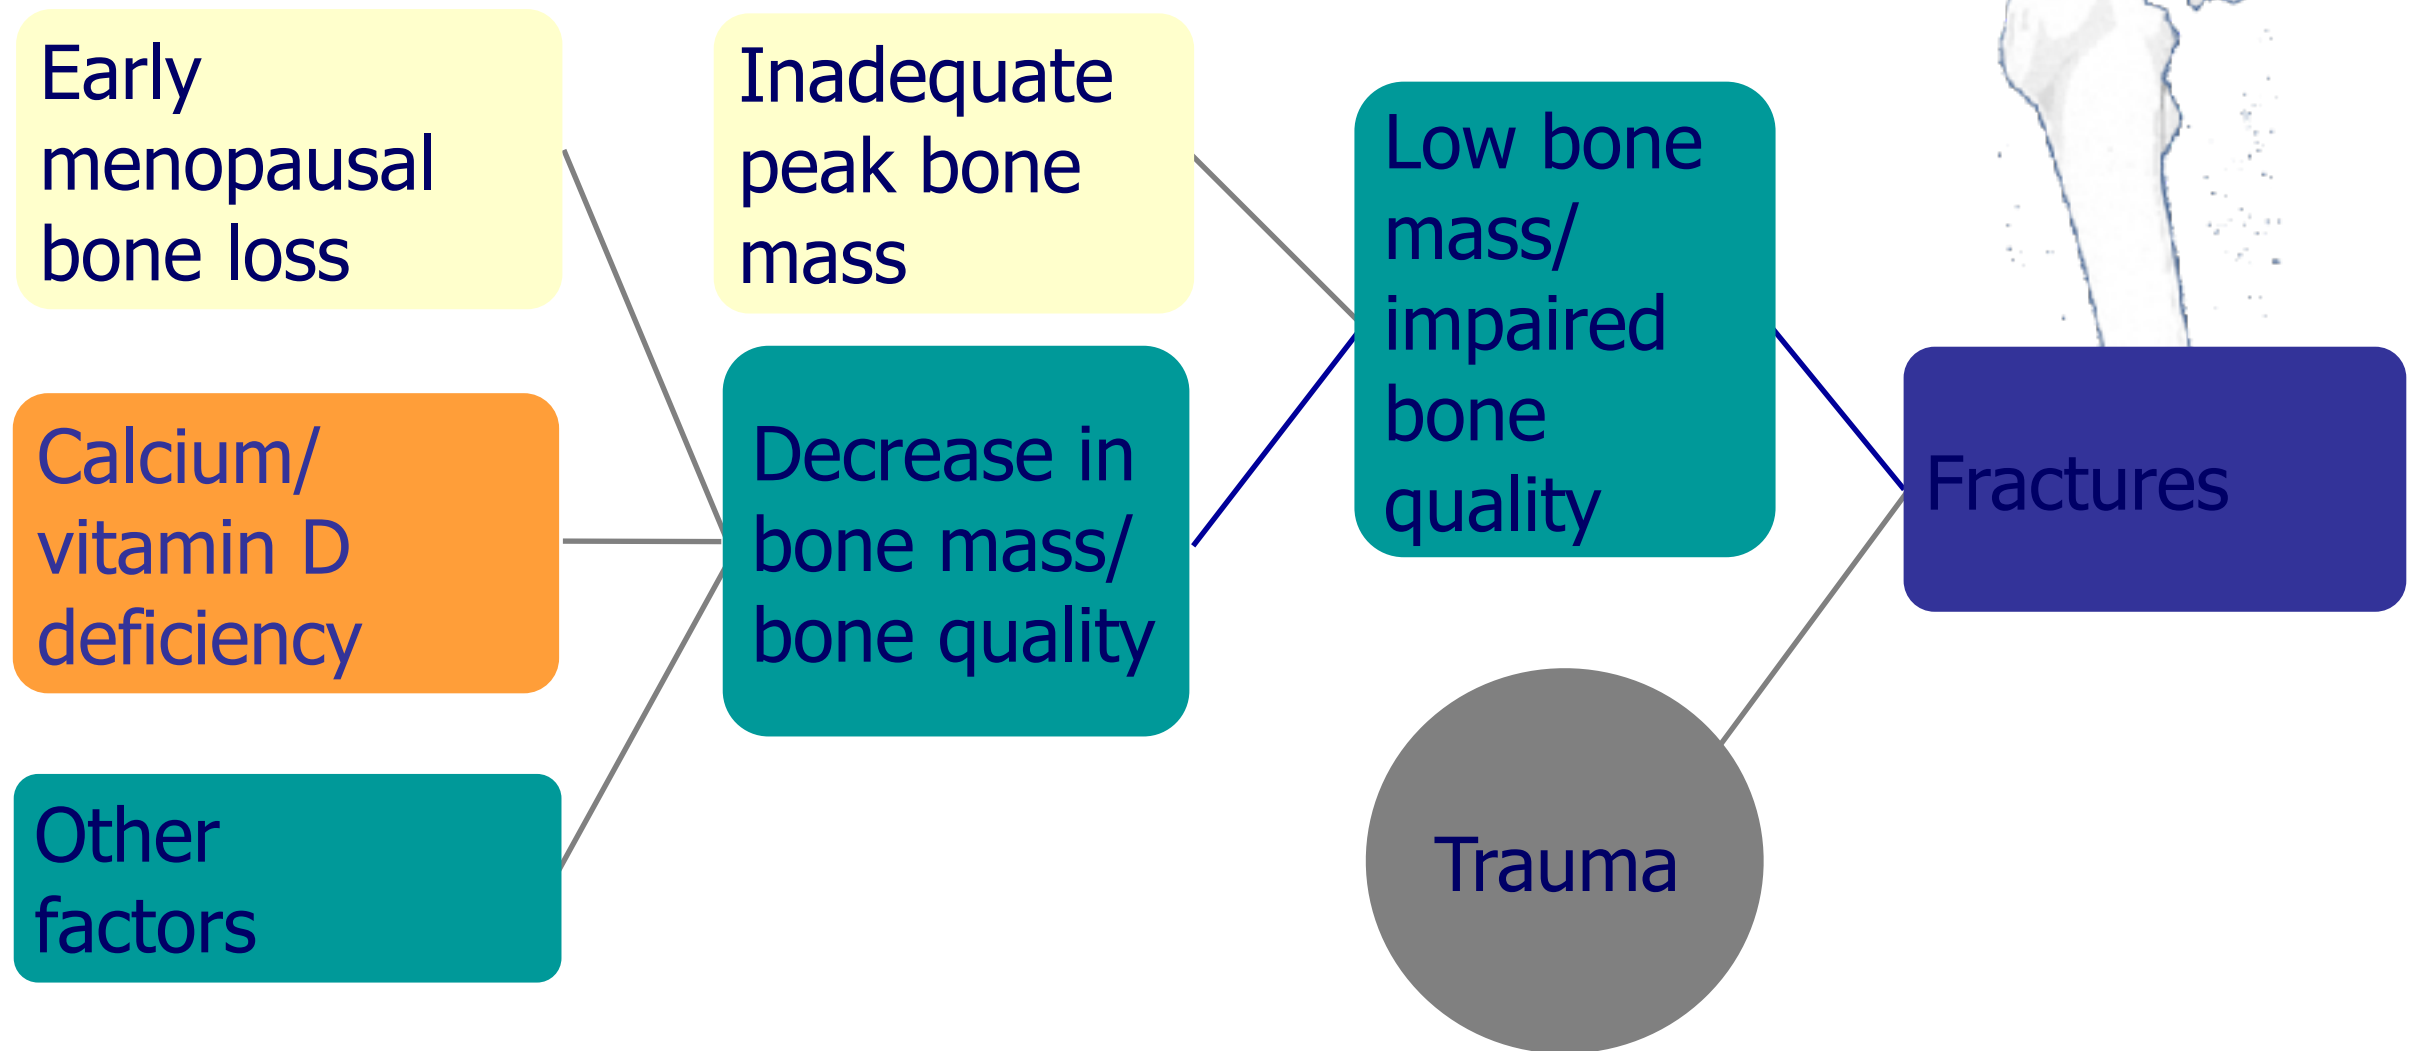 Early
menopausal
bone loss
Inadequate
peak bone
mass
Low bone
mass/
impaired
bone
quality
Calcium/
vitamin D
deficiency
Decrease in
bone mass/
bone quality
Fractures
Other
factors
Trauma